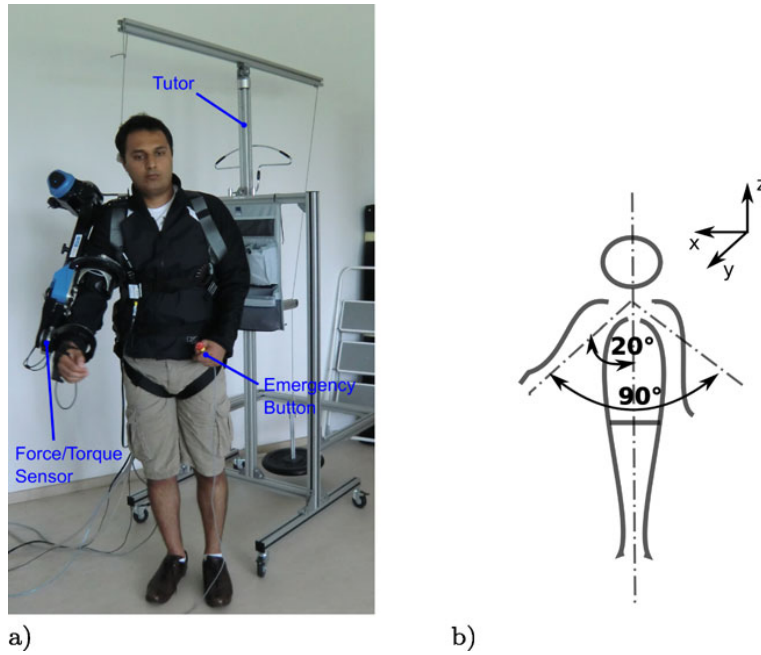 Tutor
Emergency
Button
Force/Torque
Sensor
a)
z
x
y
20°
90°
b)